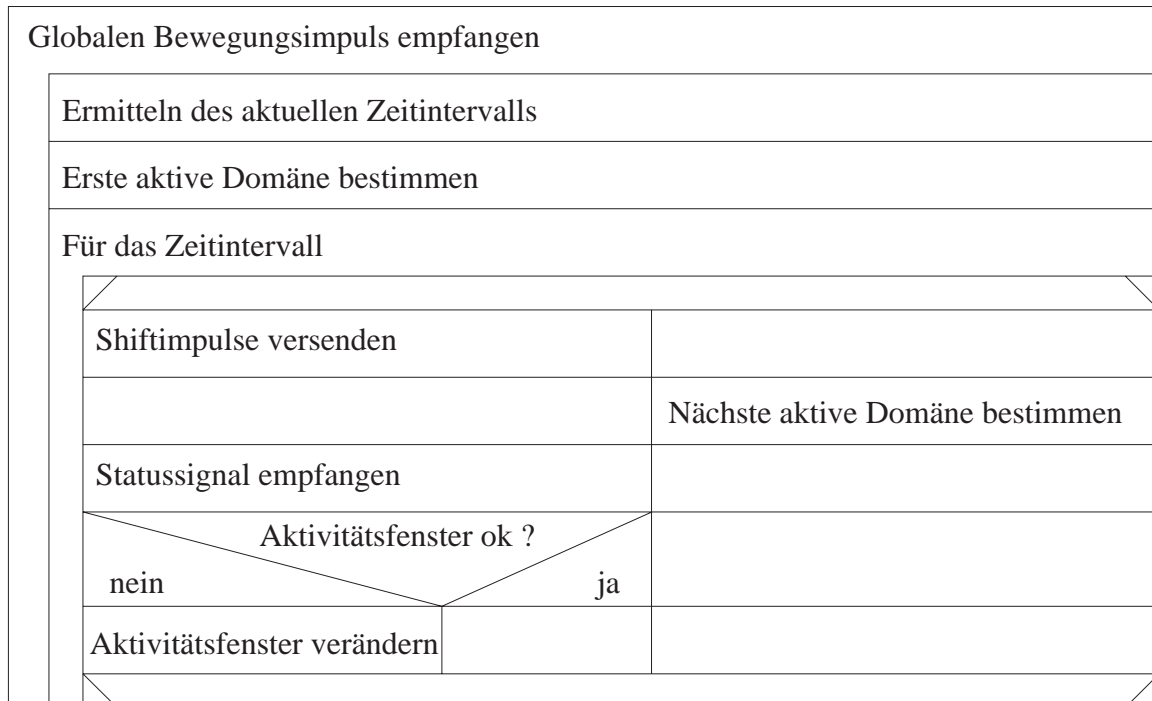 Globalen Bewegungsimpuls empfangen
Ermitteln des aktuellen Zeitintervalls
Erste aktive Domäne bestimmen
Für das Zeitintervall
Shiftimpulse versenden
Nächste aktive Domäne bestimmen
Statussignal empfangen
Aktivitätsfenster ok ?
nein ja
Aktivitätsfenster verändern